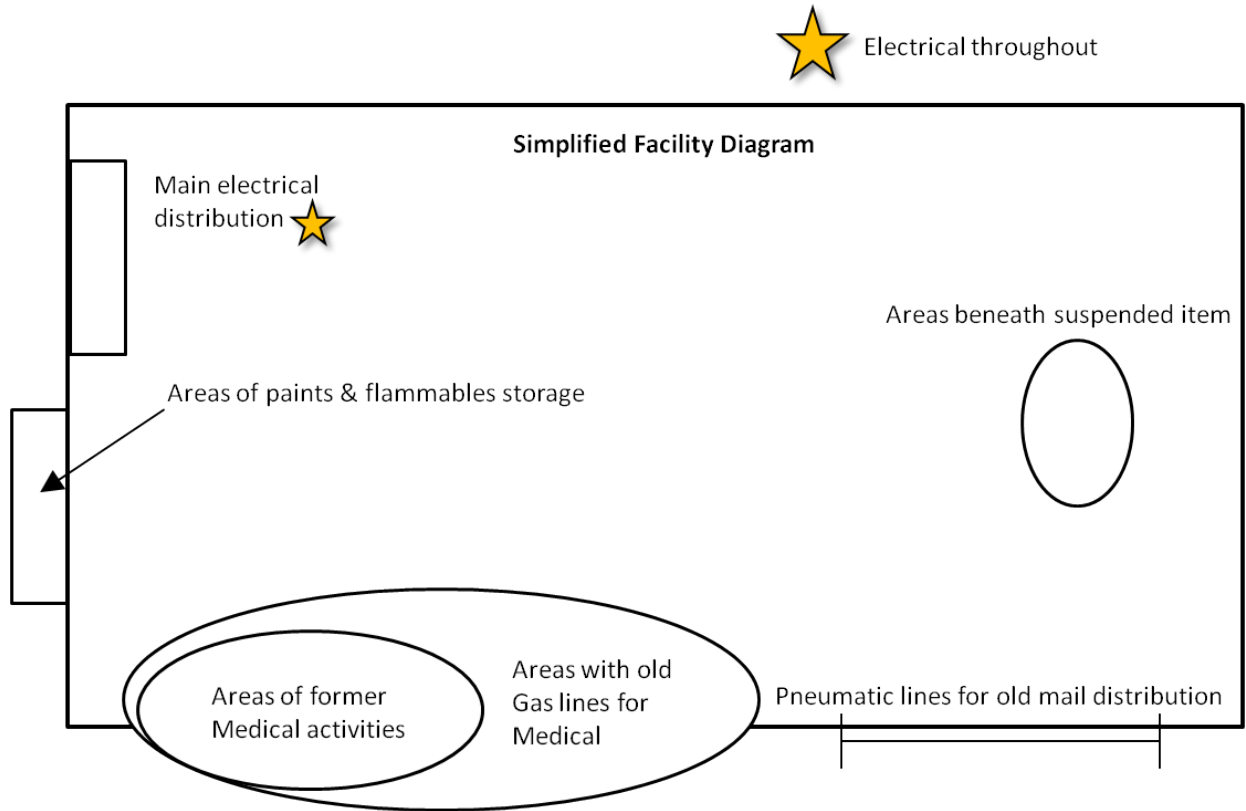 Electrical throughout
Simplified Facility Diagram
Main electrical
distribution
Areas beneath suspended item
Areas of paints & flammables storage
Areas of former
Medical activities
Areas with old
Gas lines for
Medical
Pneumatic lines for old mail distribution